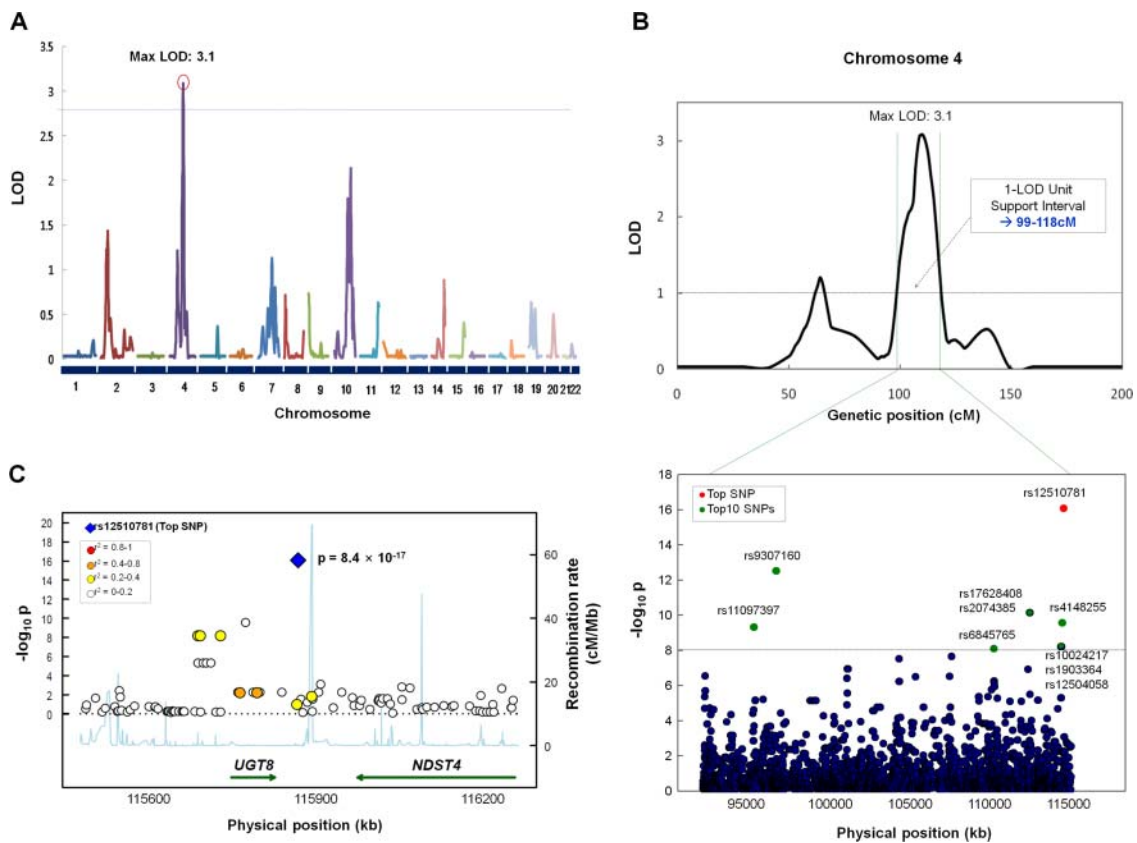 A
Max LOD: 3.1
3.5
3
2.5
2
1.5
1
0.5
0
LOD
1 2 3 4 5 6 7 8 9 10 11 12 13 14 15 16 17 18 19 20 2122
Chromosome
B
Chromosome 4
Max LOD: 3.1
3
2
1
0
LOD
1-LOD Unit
Support Interval
→ 99-118cM
0 50 100 150 200
Genetic position (cM)
18
16
14
12
10
8
6
4
2
0
-log10 p
Top SNP
Top10 SNPs
rs12510781
rs9307160
rs11097397
rs17628408
rs2074385
rs4148255
rs6845765
rs10024217
rs1903364
rs12504058
95000 100000 105000 110000 115000
Physical position (kb)
C
rs12510781 (Top SNP)
r² = 0.8-1
r² = 0.4-0.8
r² = 0.2-0.4
r² = 0-0.2
p = 8.4 × 10⁻¹⁷
20
18
16
14
12
10
8
6
4
2
0
-log10 p
60
40
20
0
Recombination rate
(cM/Mb)
UGT8 NDST4
115600 115900 116200
Physical position (kb)